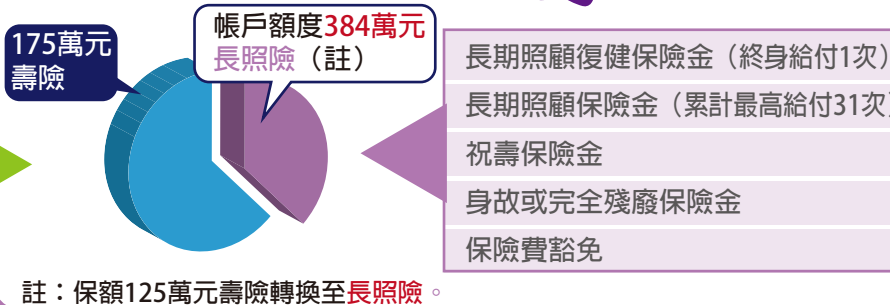 175萬元
壽險
帳戶額度384萬元
長照險（註）
長期照顧復健保險金（終身給付1次）
長期照顧保險金（累計最高給付31次）
祝壽保險金
身故或完全殘廢保險金
保險費豁免
註：保額125萬元壽險轉換至長照險。